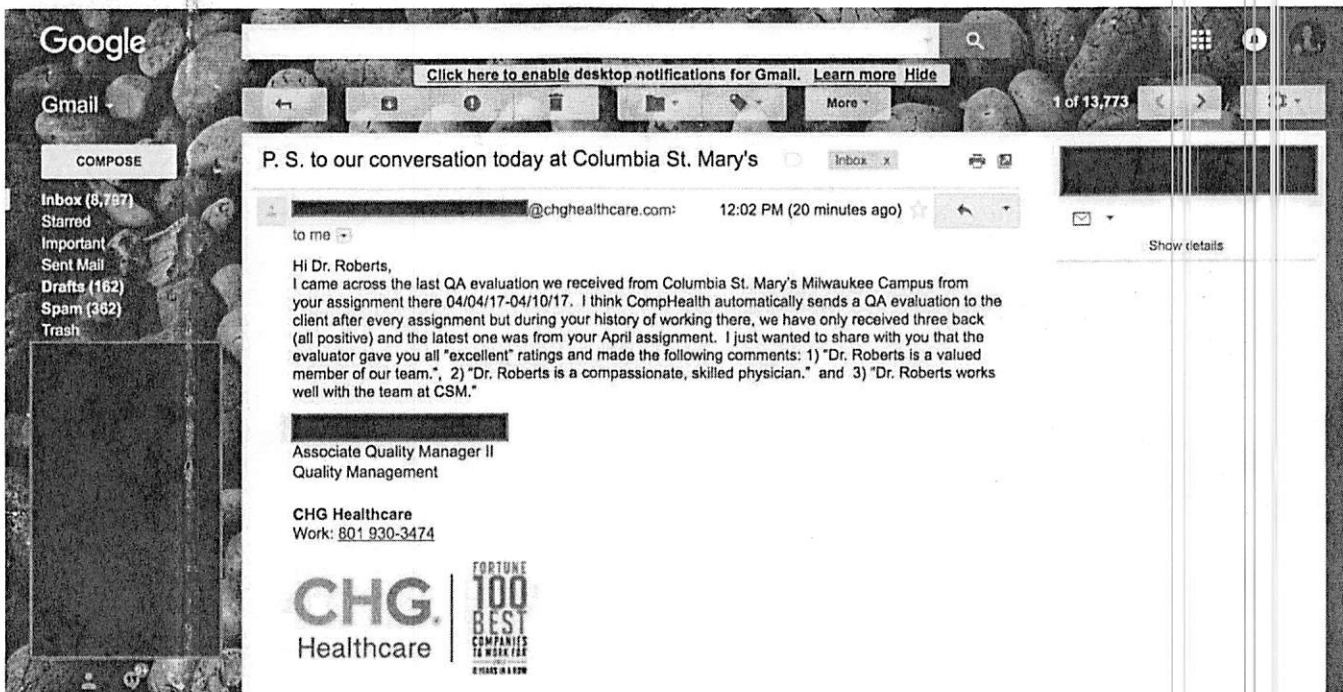 Google
Click here to enable desktop notifications for Gmail. Learn more Hide
Gmail
More
1 of 13,773
COMPOSE
Inbox (8,797)
Starred
Important
Sent Mail
Drafts (162)
Spam (362)
Trash
P. S. to our conversation today at Columbia St. Mary's
Inbox x
@chghealthcare.com:
12:02 PM (20 minutes ago)
to me
Show details
Hi Dr. Roberts,
I came across the last QA evaluation we received from Columbia St. Mary's Milwaukee Campus from
your assignment there 04/04/17-04/10/17. I think CompHealth automatically sends a QA evaluation to the
client after every assignment but during your history of working there, we have only received three back
(all positive) and the latest one was from your April assignment. I just wanted to share with you that the
evaluator gave you all "excellent" ratings and made the following comments: 1) "Dr. Roberts is a valued
member of our team.", 2) "Dr. Roberts is a compassionate, skilled physician." and 3) "Dr. Roberts works
well with the team at CSM."
Associate Quality Manager II
Quality Management
CHG Healthcare
Work: 801 930-3474
CHG.
Healthcare
FORTUNE
100
BEST
COMPANIES
TO WORK FOR